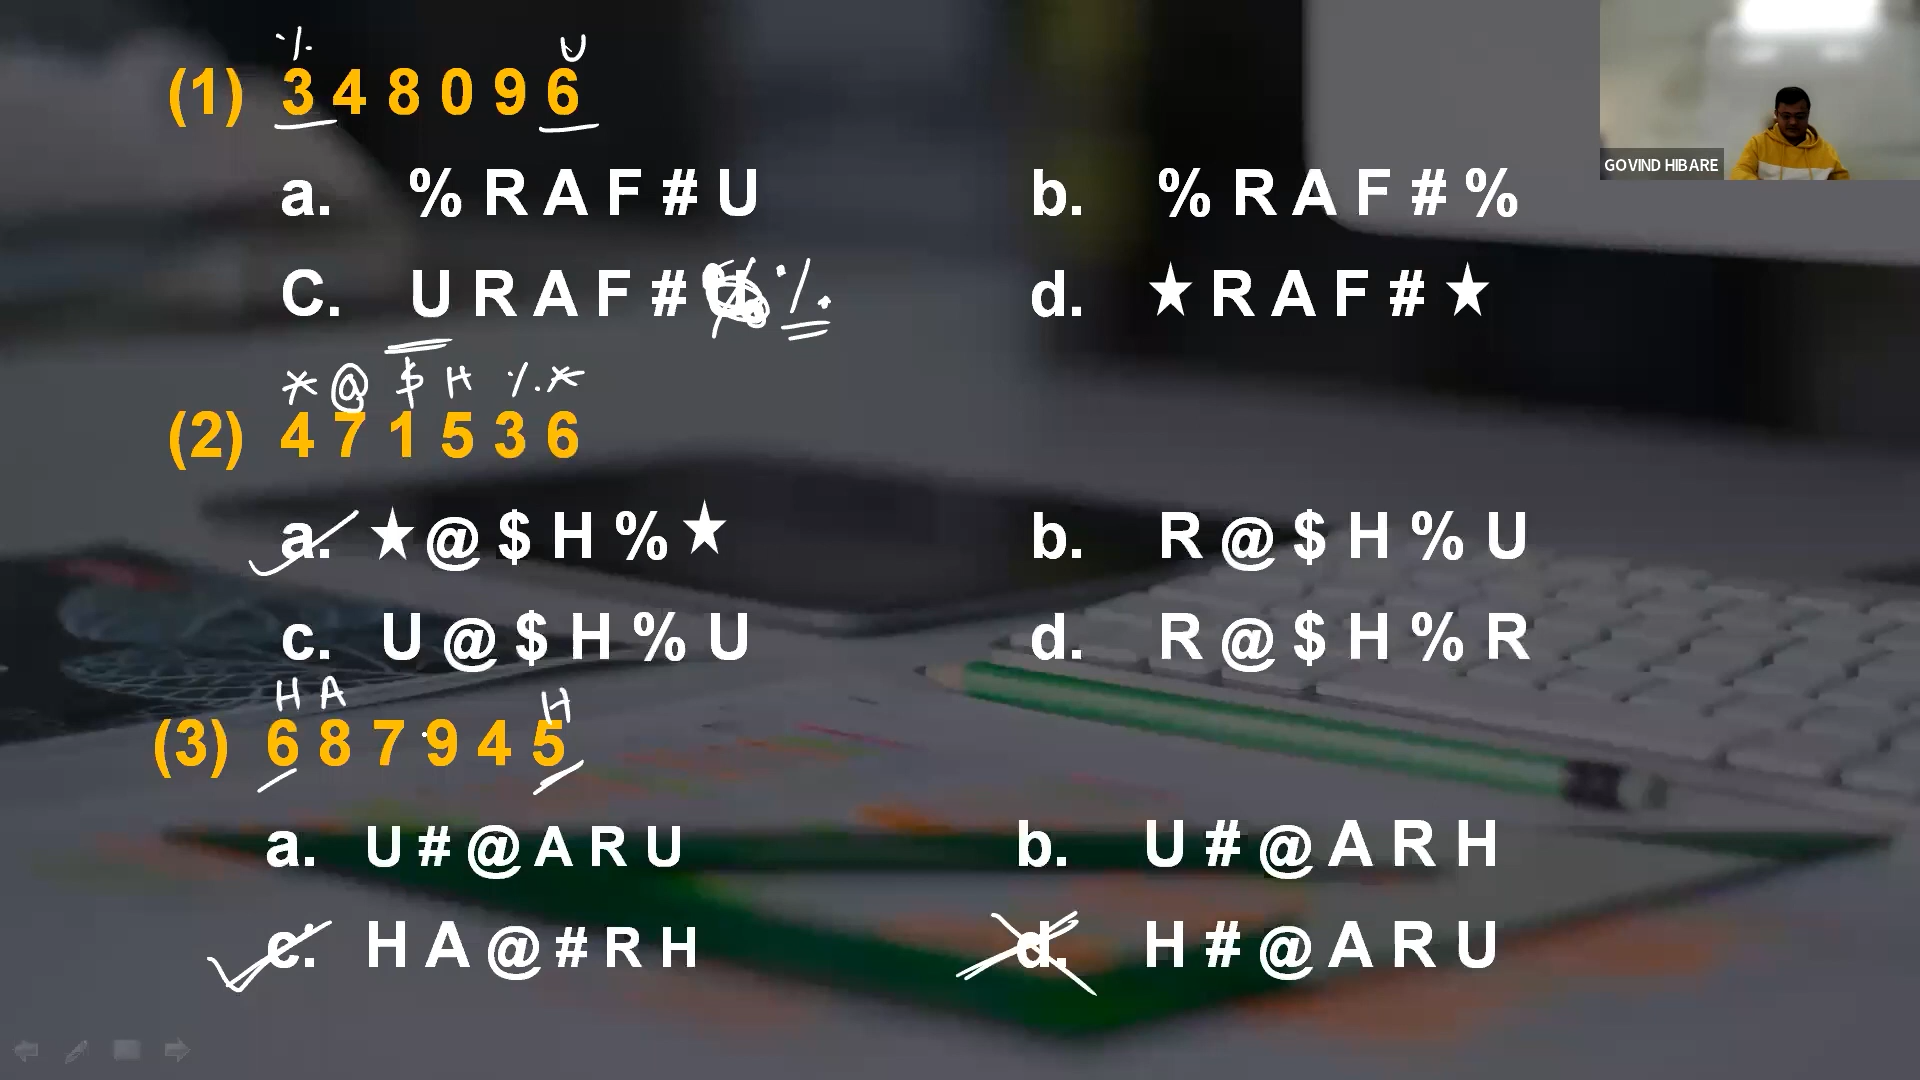 % U
(1) 3 4 8 0 9 6
GOVIND HIBARE
a. % R A F # U b. % R A F # %
C. U R A F # %. d. ★ R A F # ★
* @ $ H %. *
(2) 4 7 1 5 3 6
a. ★ @ $ H % ★ b. R @ $ H % U
c. U @ $ H % U d. R @ $ H % R
H A H
(3) 6 8 7 9 4 5
a. U # @ A R U b. U # @ A R H
c. H A @ # R H d. H # @ A R U